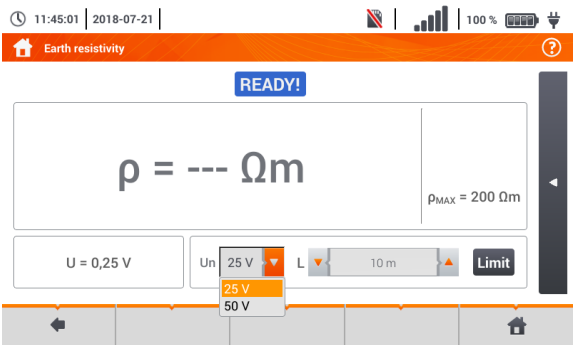 11:45:01 2018-07-21 100 %
Earth resistivity ?
READY!
ρ = --- Ωm
ρMAX = 200 Ωm
U = 0,25 V Un 25 V L 10 m Limit
25 V
50 V